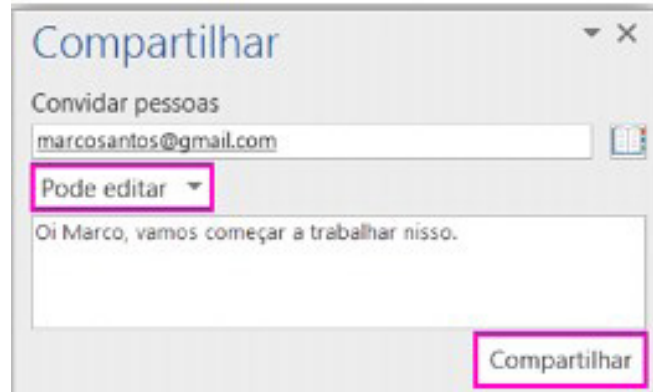 Compartilhar
Convidar pessoas
marcosantos@gmail.com
Pode editar
Oi Marco, vamos começar a trabalhar nisso.
Compartilhar